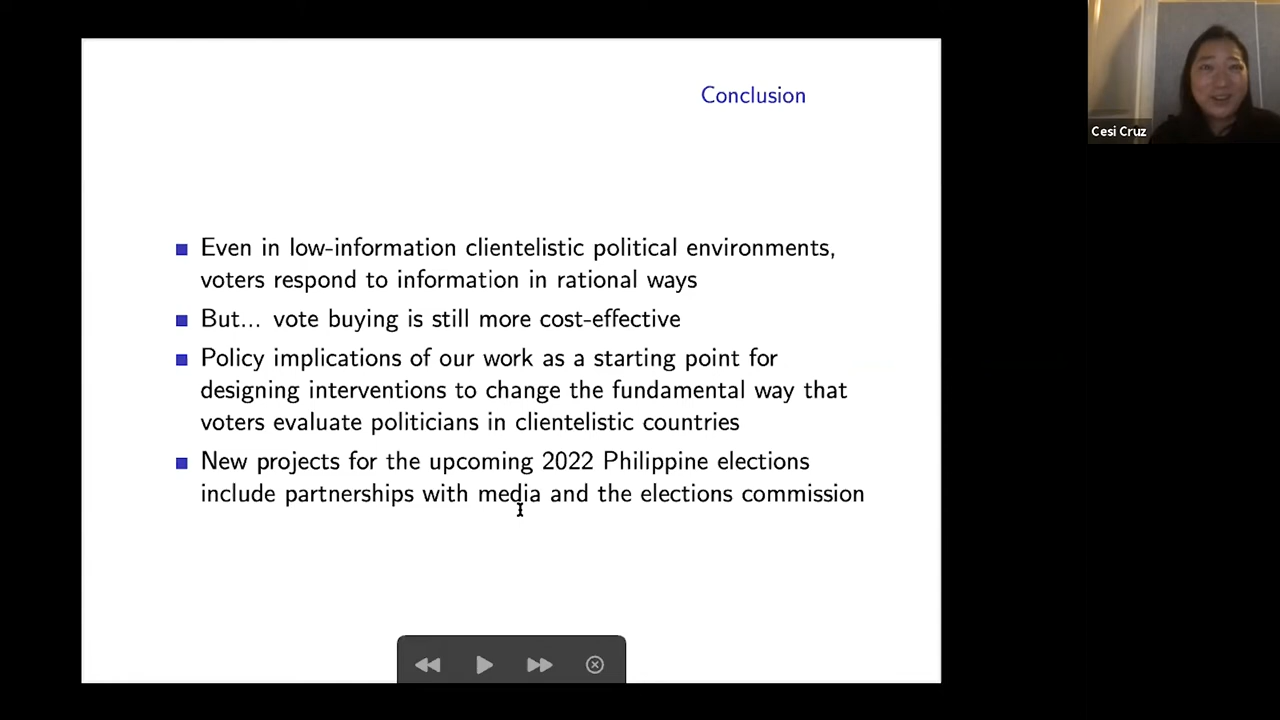 Conclusion
Even in low-information clientelistic political environments,
voters respond to information in rational ways
But... vote buying is still more cost-effective
Policy implications of our work as a starting point for
designing interventions to change the fundamental way that
voters evaluate politicians in clientelistic countries
New projects for the upcoming 2022 Philippine elections
include partnerships with media and the elections commission
Cesi Cruz